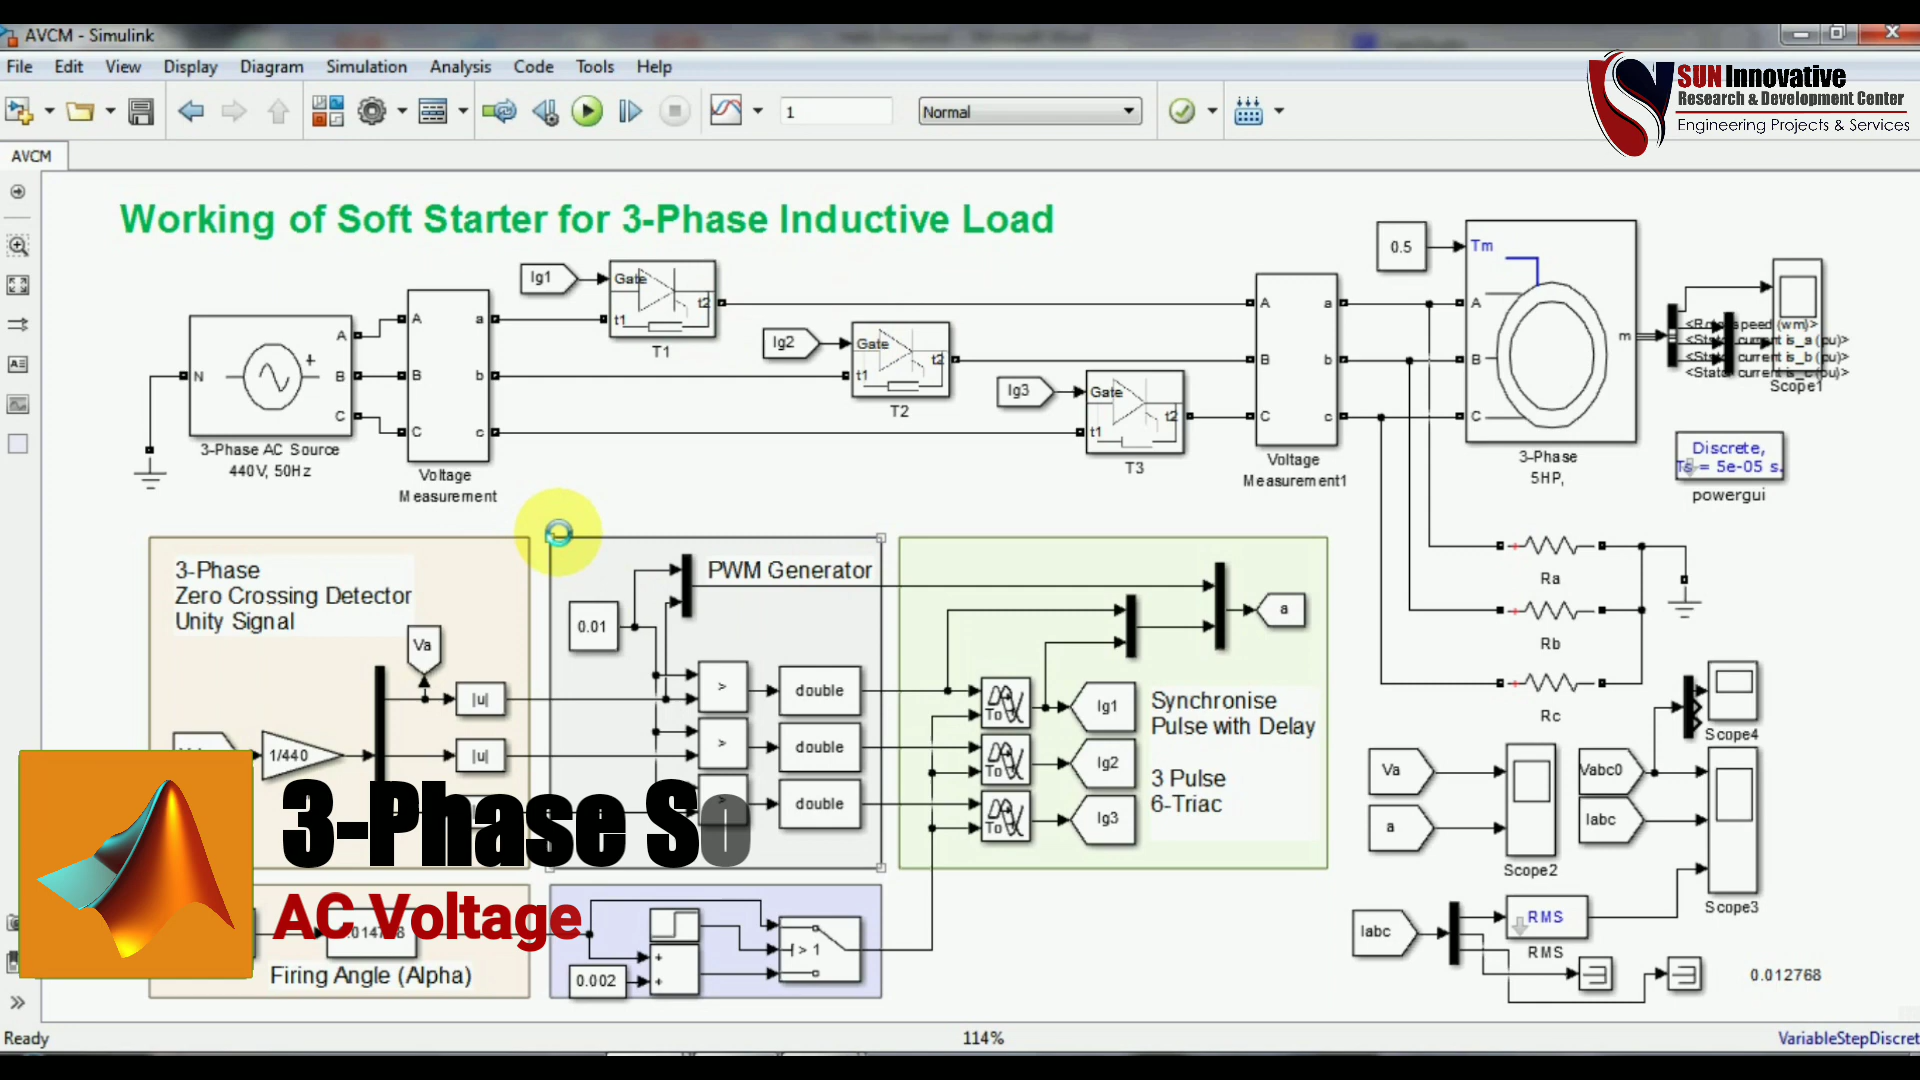 AVCM - Simulink
File Edit View Display Diagram Simulation Analysis Code Tools Help
1
Normal
SUN Innovative
Research & Development Center
Engineering Projects & Services
AVCM
Working of Soft Starter for 3-Phase Inductive Load
N
A
B
C
3-Phase AC Source
440V, 50Hz
A a
B b
C c
Voltage
Measurement
Ig1
Gate
t1
t2
T1
Ig2
Gate
t1
t2
T2
Ig3
Gate
t1
t2
T3
A a
B b
C c
Voltage
Measurement1
0.5
Tm
A
B
C
m
3-Phase
5HP,
Scope1
Discrete,
Ts = 5e-05 s.
powergui
Ra
Rb
Rc
3-Phase
Zero Crossing Detector
Unity Signal
Va
1/440
|u|
|u|
PWM Generator
0.01
>
>
>
double
double
double
To
To
To
a
Ig1
Ig2
Ig3
Synchronise
Pulse with Delay
3 Pulse
6-Triac
Va
a
Scope2
Vabc0
Iabc
Scope4
Scope3
Iabc
RMS
RMS
0.012768
3-Phase So
AC Voltage
Firing Angle (Alpha)
0.002
+
+
> 1
Ready
114%
VariableStepDiscret